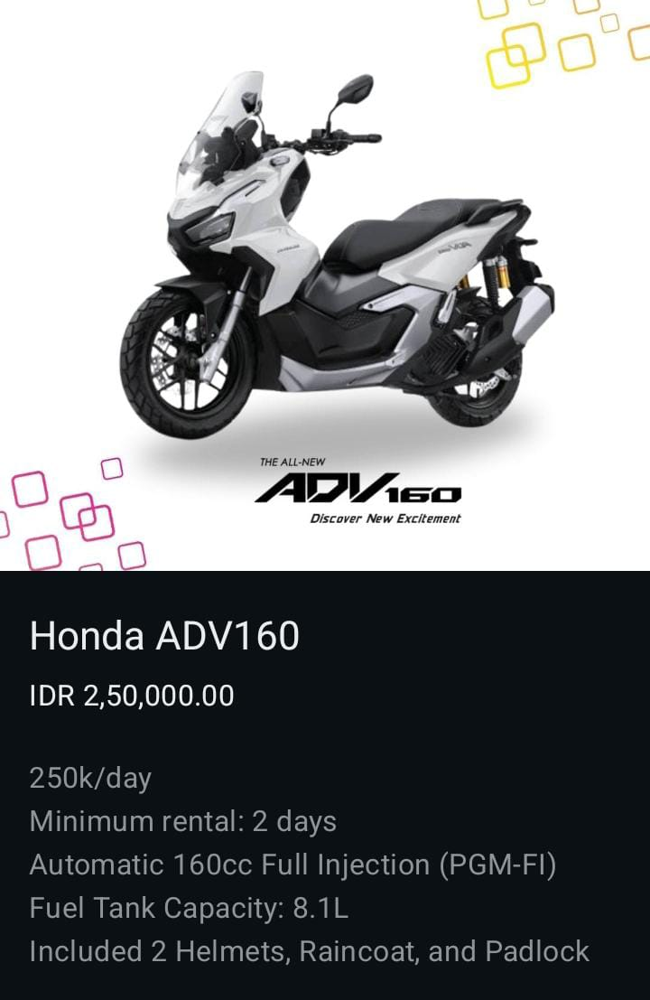 THE ALL-NEW
ADV160
Discover New Excitement
Honda ADV160
IDR 2,50,000.00
250k/day
Minimum rental: 2 days
Automatic 160cc Full Injection (PGM-FI)
Fuel Tank Capacity: 8.1L
Included 2 Helmets, Raincoat, and Padlock